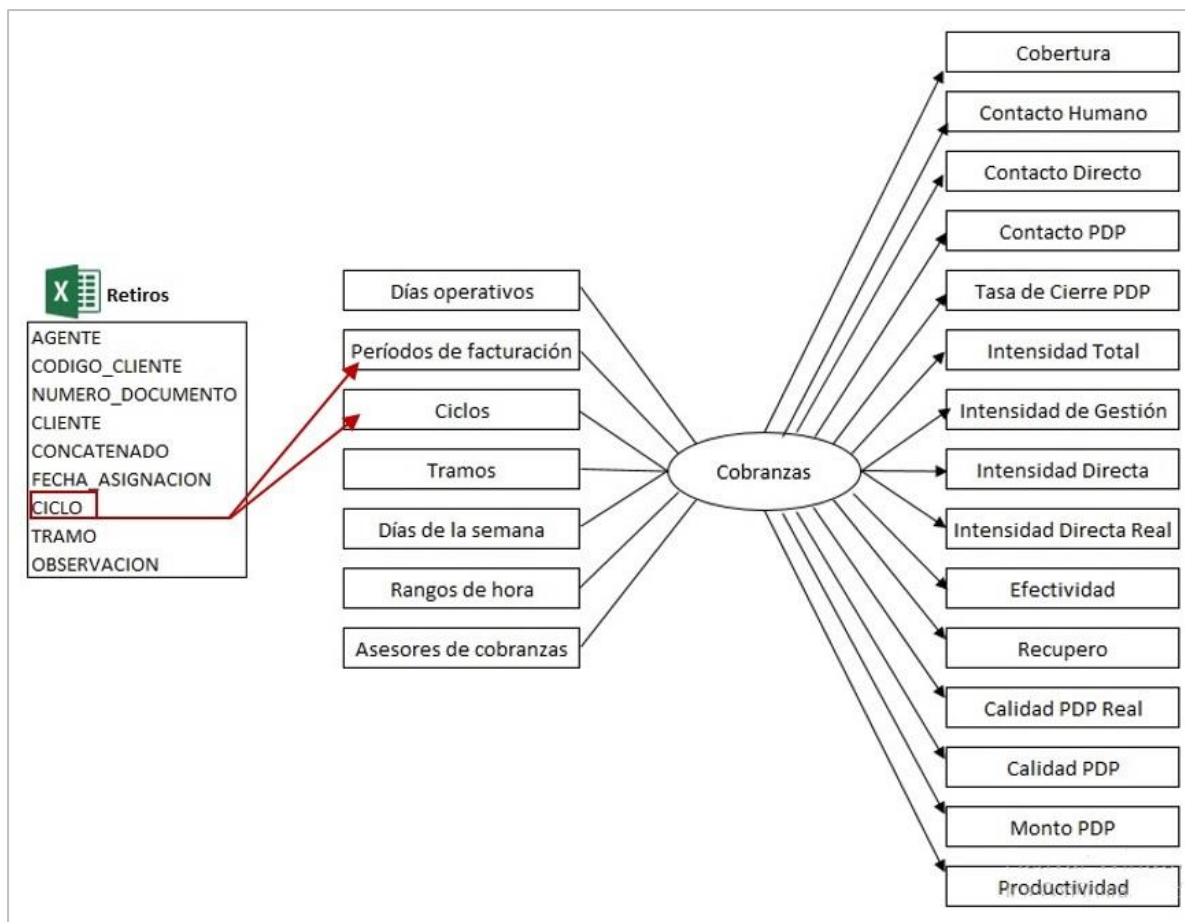 X
Retiros
AGENTE
CODIGO_CLIENTE
NUMERO_DOCUMENTO
CLIENTE
CONCATENADO
FECHA_ASIGNACION
CICLO
TRAMO
OBSERVACION
Días operativos
Períodos de facturación
Ciclos
Tramos
Días de la semana
Rangos de hora
Asesores de cobranzas
Cobranzas
Cobertura
Contacto Humano
Contacto Directo
Contacto PDP
Tasa de Cierre PDP
Intensidad Total
Intensidad de Gestión
Intensidad Directa
Intensidad Directa Real
Efectividad
Recupero
Calidad PDP Real
Calidad PDP
Monto PDP
Productividad